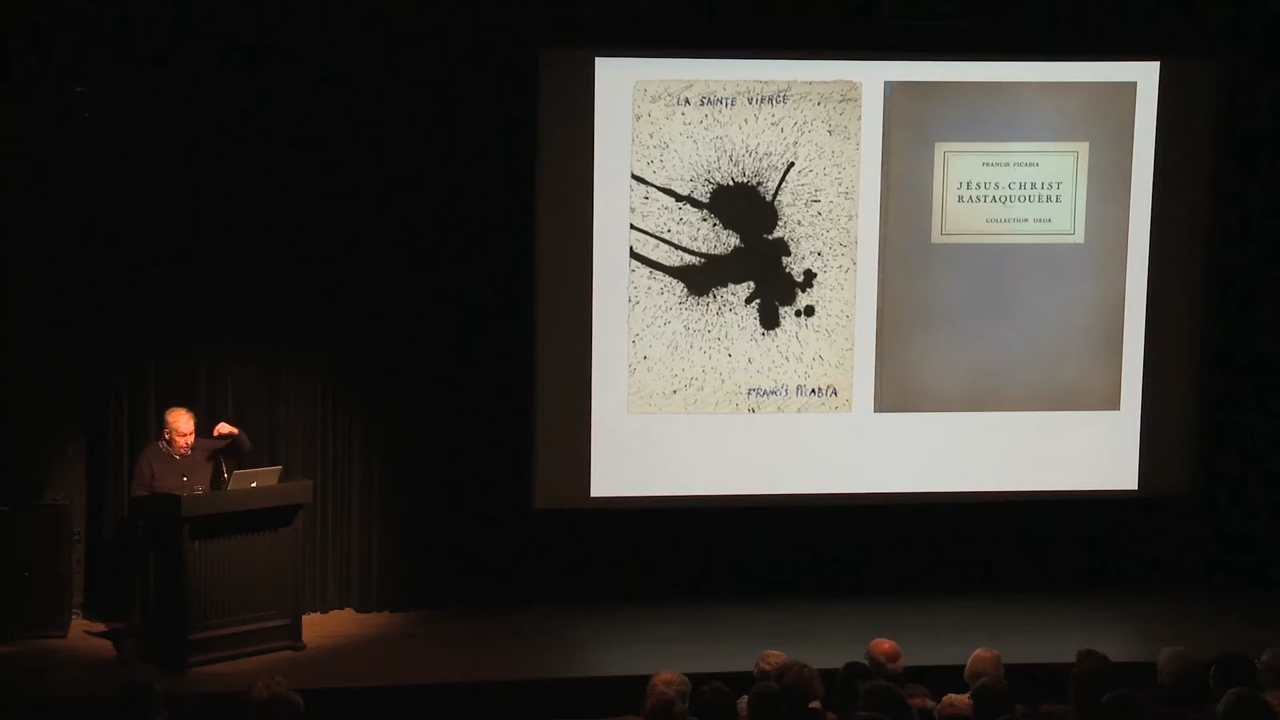 LA SAINTE VIERGE
FRANCIS PICABIA
FRANCIS PICABIA
JÉSUS-CHRIST
RASTAQUOUÈRE
COLLECTION DADA